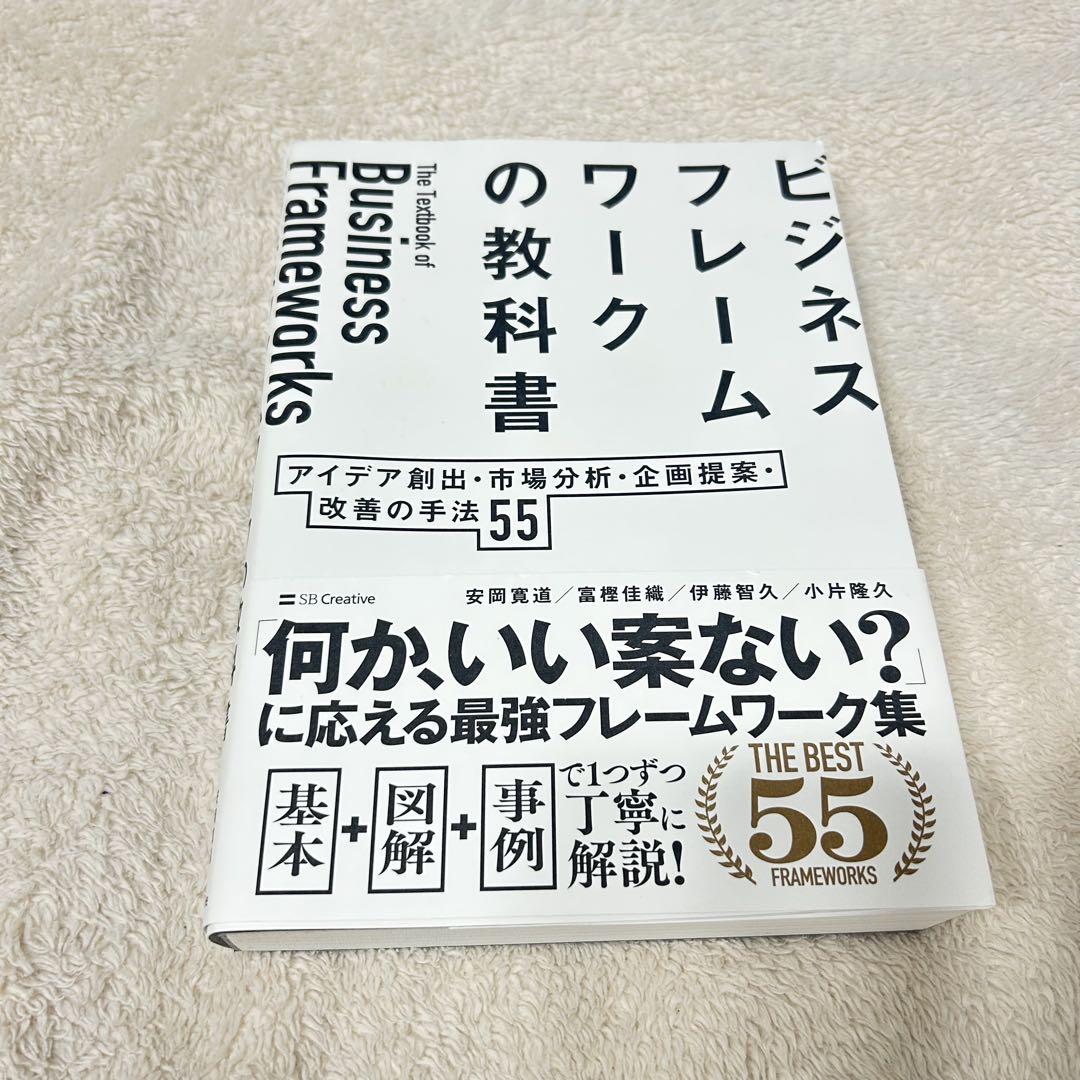 ビジネス
フレーム
ワーク
の教科書
The Textbook of
Business
Frameworks
アイデア創出・市場分析・企画提案・
改善の手法55
SB Creative
安岡寛道／富樫佳織／伊藤智久／小片隆久
「何か、いい案ない？」
に応える最強フレームワーク集
基本+図解+事例
で1つずつ
丁寧に
解説！
THE BEST
55
FRAMEWORKS